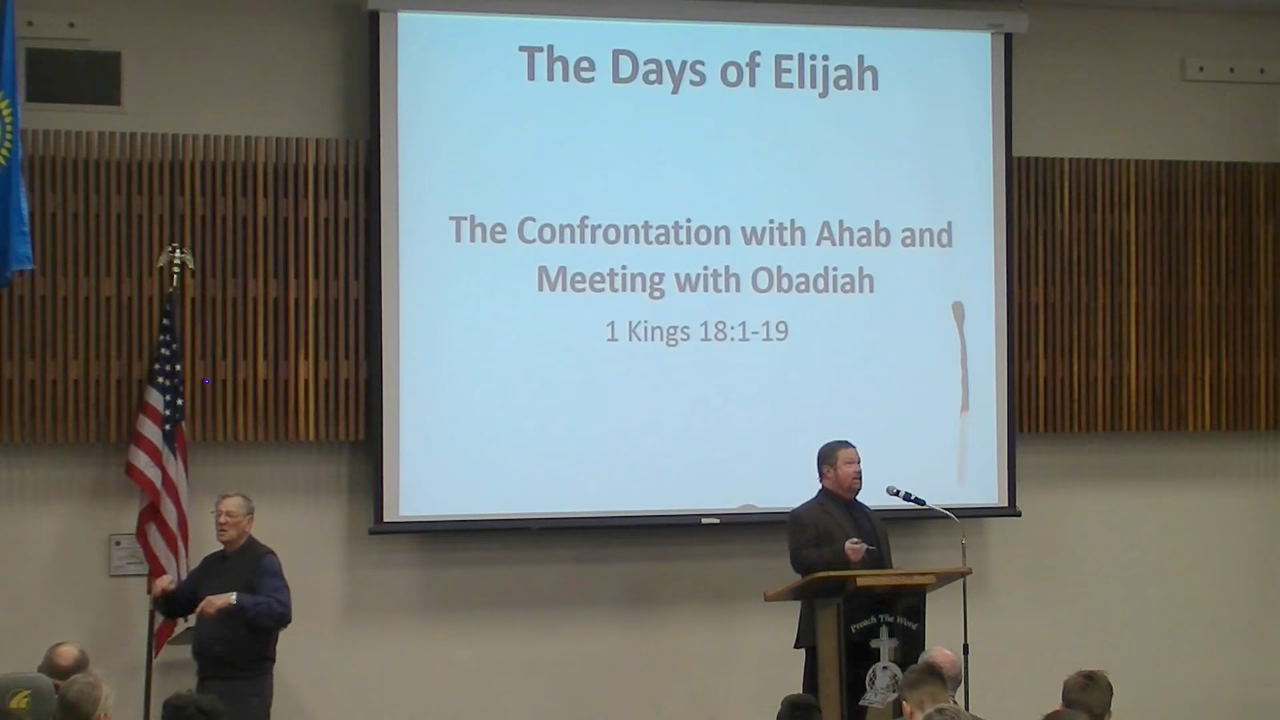 The Days of Elijah
The Confrontation with Ahab and
Meeting with Obadiah
1 Kings 18:1-19
Preach The Word